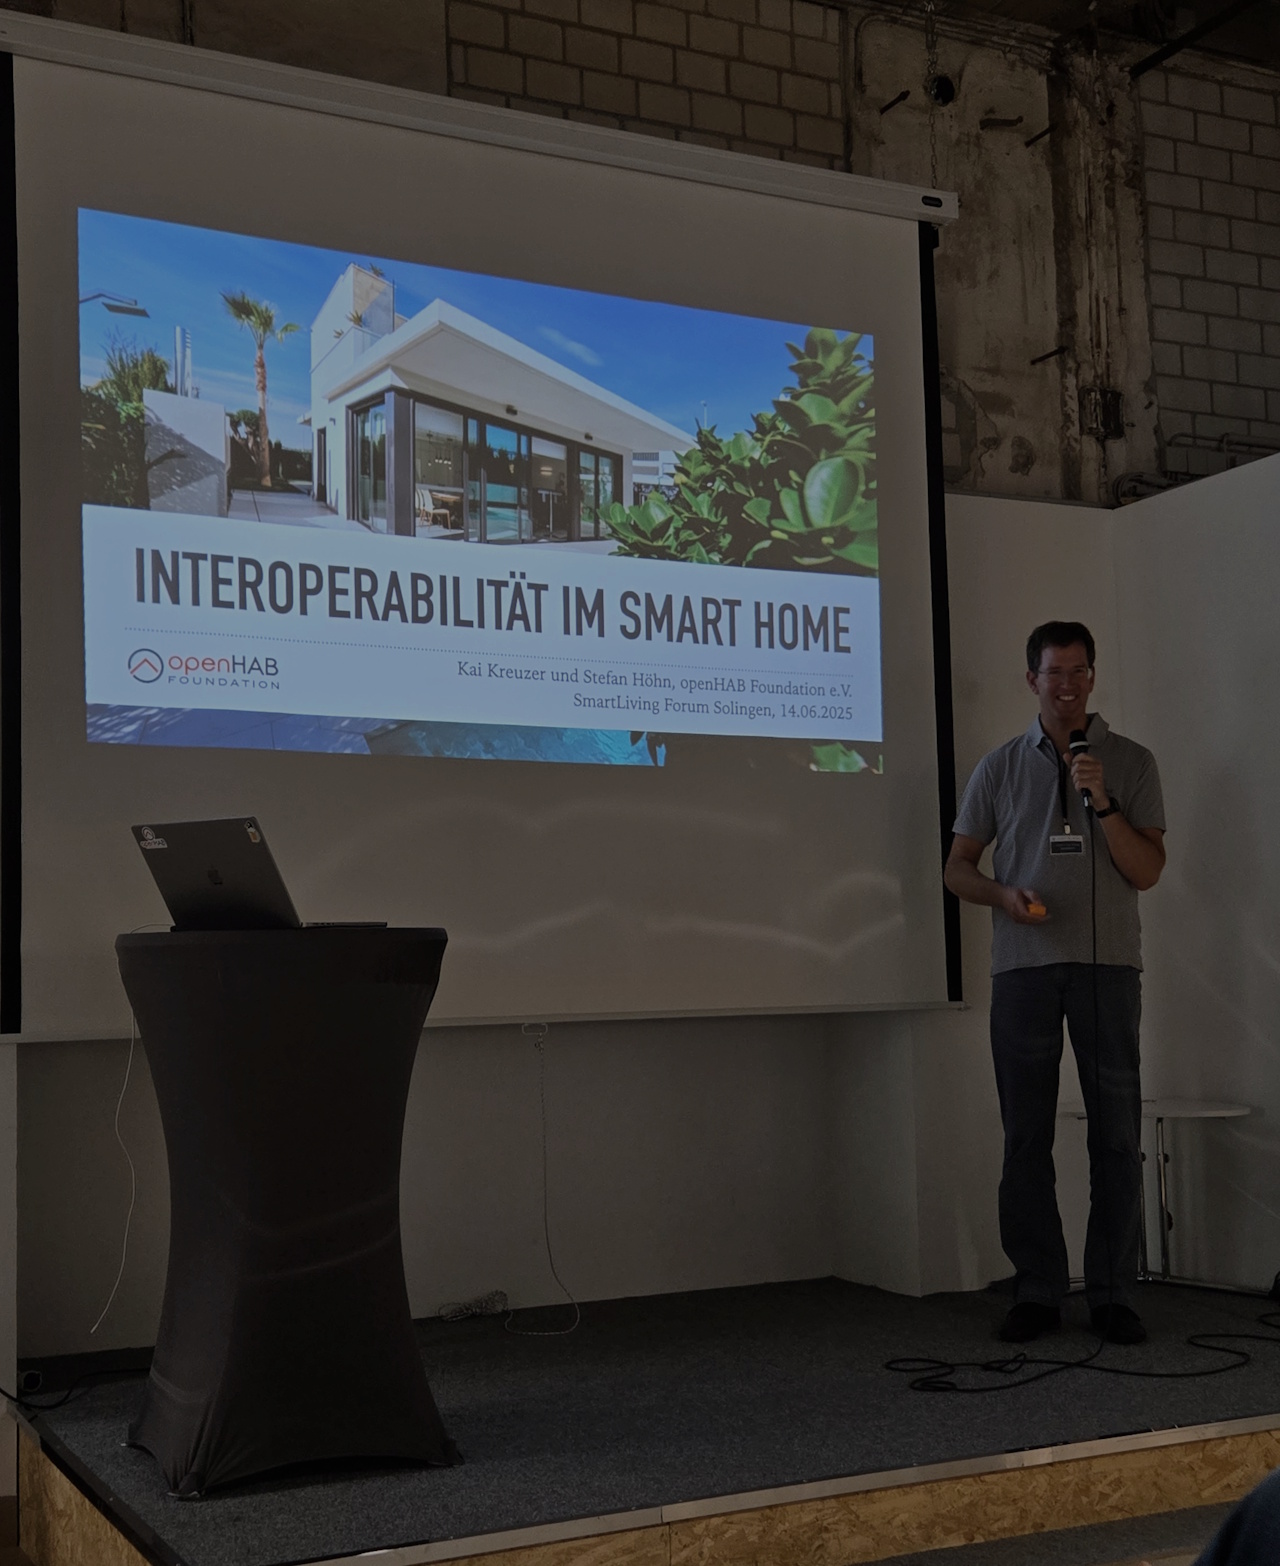 INTEROPERABILITÄT IM SMART HOME
openHAB
FOUNDATION
Kai Kreuzer und Stefan Höhn, openHAB Foundation e.V.
SmartLiving Forum Solingen, 14.06.2025
openHAB